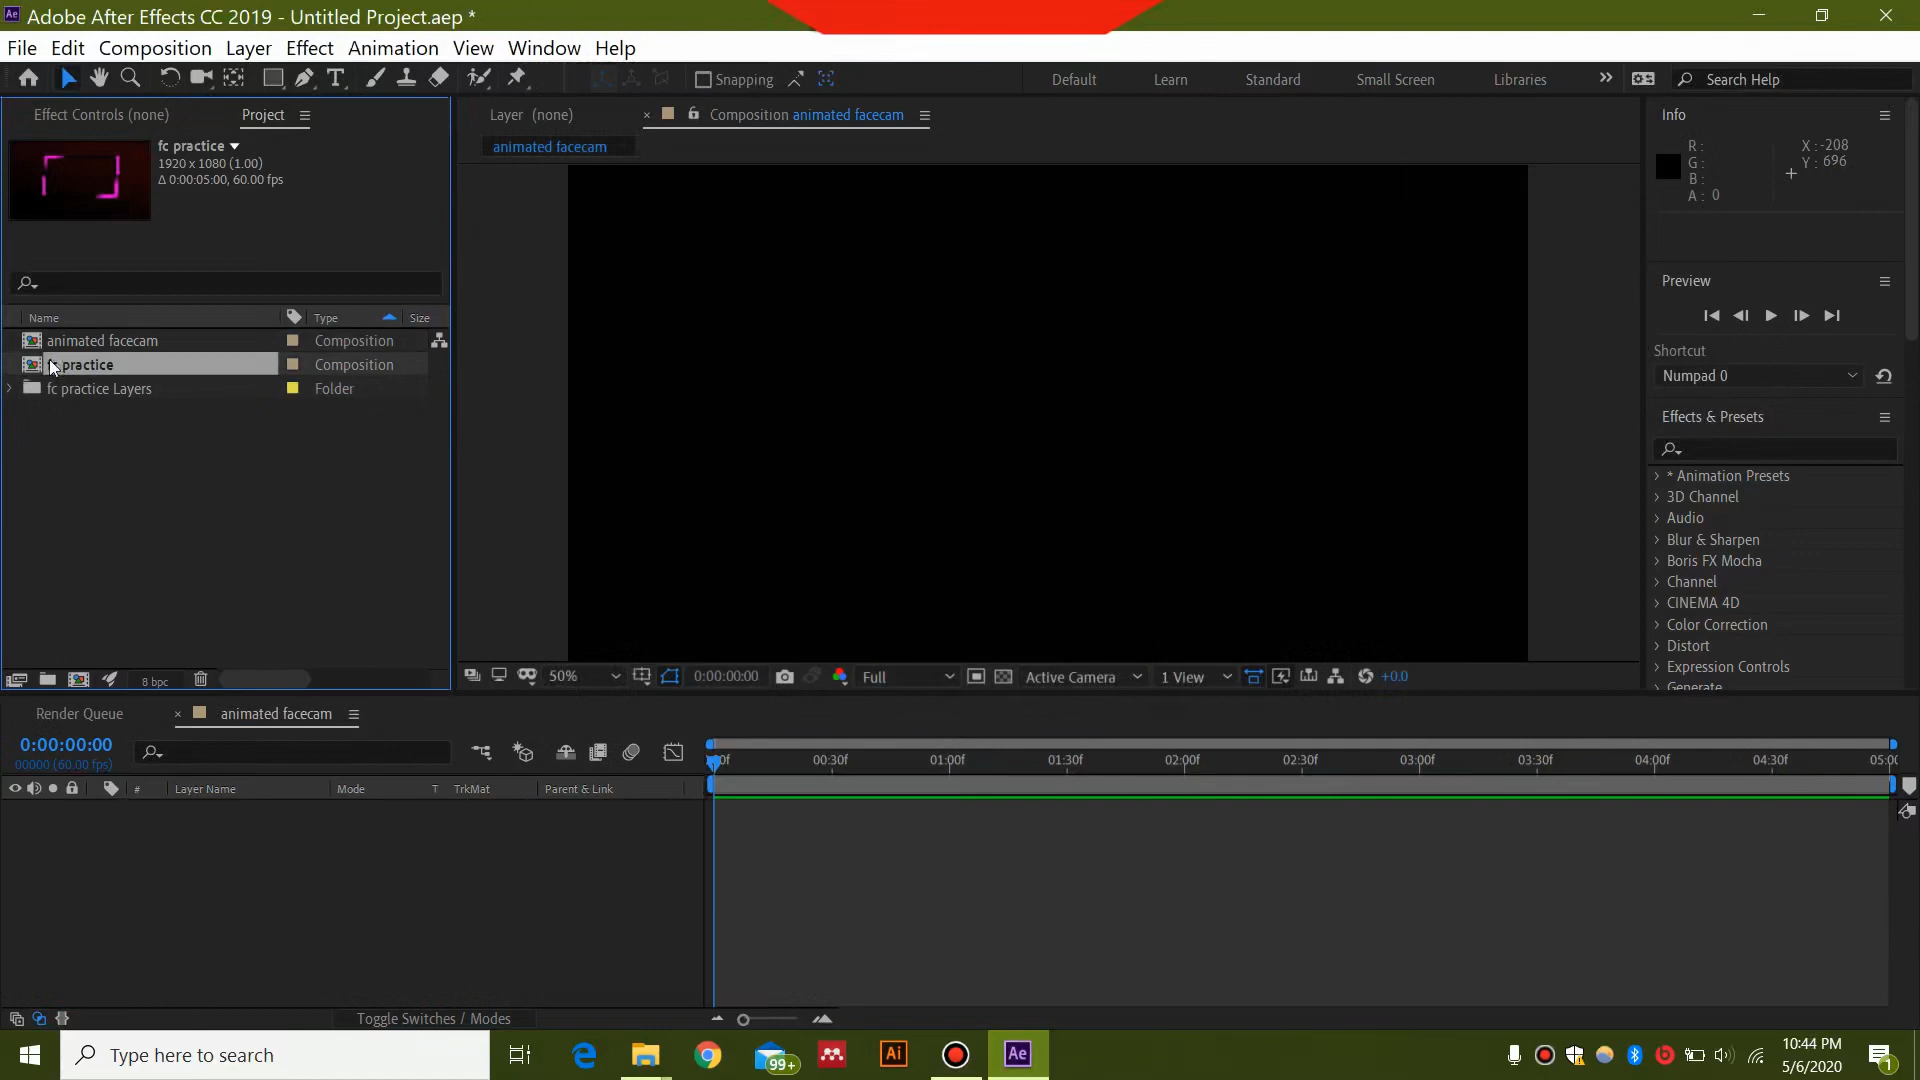 Ae Adobe After Effects CC 2019 - Untitled Project.aep *
File Edit Composition Layer Effect Animation View Window Help
Snapping Default Learn Standard Small Screen Libraries Search Help
Effect Controls (none) Project
fc practice
1920 x 1080 (1.00)
Δ 0:00:05:00, 60.00 fps
Name Type Size
animated facecam Composition
practice Composition
fc practice Layers Folder
8 bpc
Layer (none) Composition animated facecam
animated facecam
50% 0:00:00:00 Full Active Camera 1 View +0.0
Info
R: X: -208
G: Y: 696
B:
A: 0
Preview
Shortcut
Numpad 0
Effects & Presets
* Animation Presets
3D Channel
Audio
Blur & Sharpen
Boris FX Mocha
Channel
CINEMA 4D
Color Correction
Distort
Expression Controls
Generate
Render Queue animated facecam
0:00:00:00
00000 (60.00 fps)
00:30f 01:00f 01:30f 02:00f 02:30f 03:00f 03:30f 04:00f 04:30f
# Layer Name Mode T TrkMat Parent & Link
Toggle Switches / Modes
Type here to search
99+
Ai
Ae
10:44 PM
5/6/2020
1